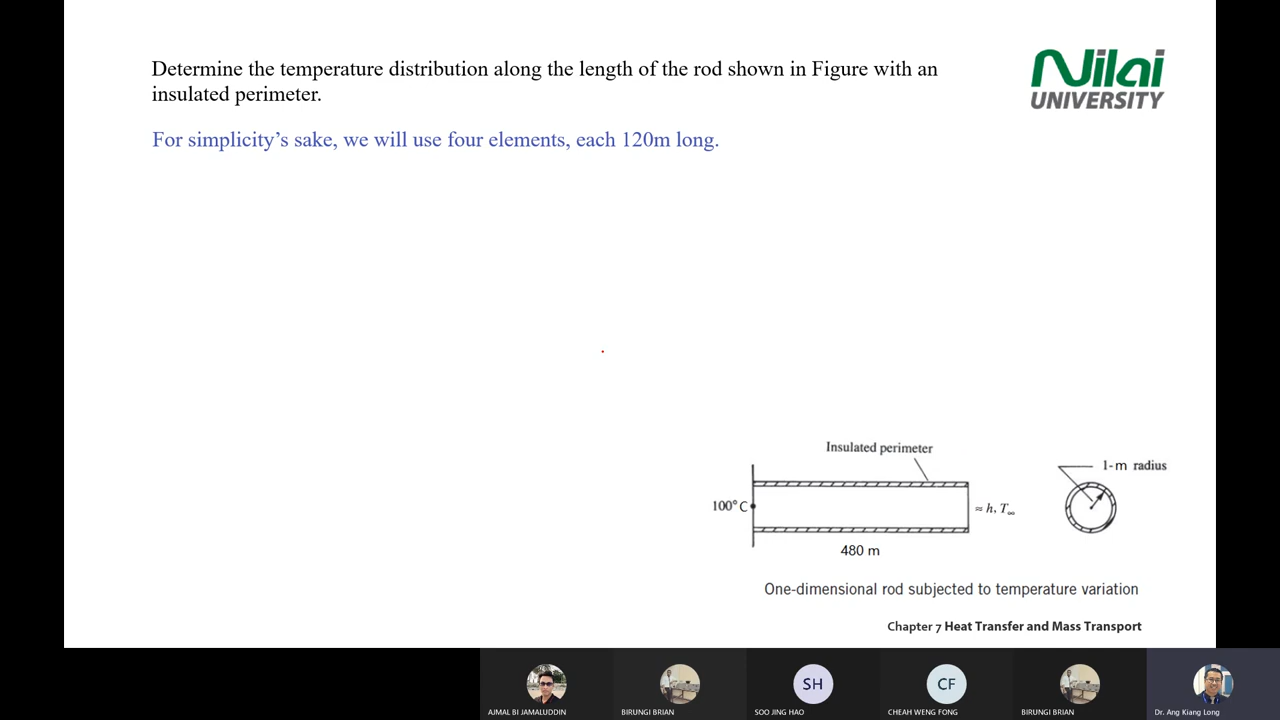 Determine the temperature distribution along the length of the rod shown in Figure with an
insulated perimeter.
Nilai
UNIVERSITY
For simplicity's sake, we will use four elements, each 120m long.
Insulated perimeter
1-m radius
100°C
≈ h, T∞
480 m
One-dimensional rod subjected to temperature variation
Chapter 7 Heat Transfer and Mass Transport
SH
CF
AJMAL BI JAMALUDDIN
BIRUNGI BRIAN
SOO JING HAO
CHEAH WENG FONG
BIRUNGI BRIAN
Dr. Ang Kiang Long